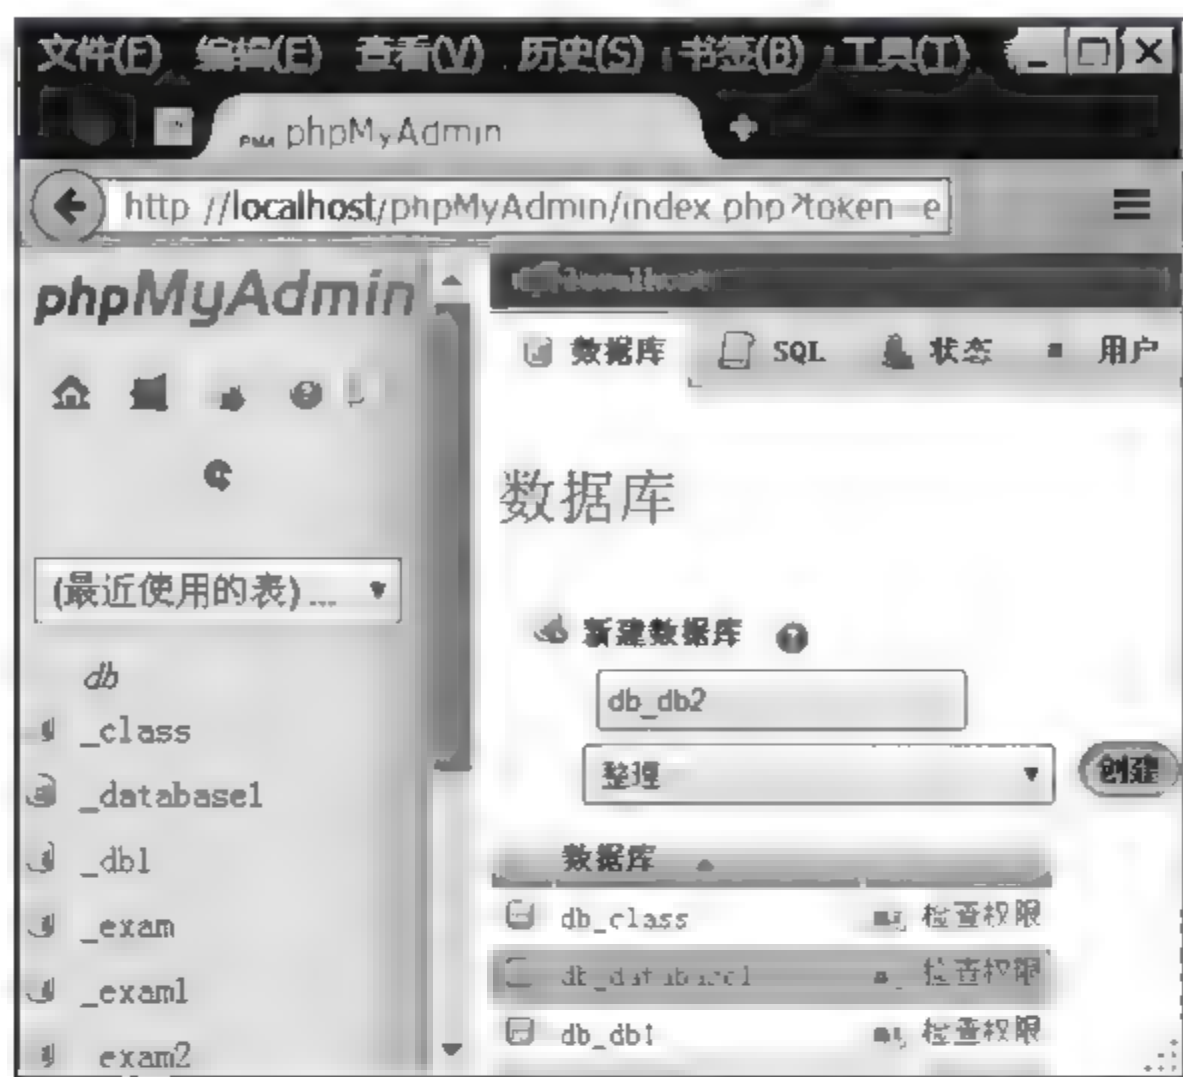 文件(F) 编辑(E) 查看(V) 历史(S) 书签(B) 工具(T)
PMA phpMyAdmin
http //localhost/phpMyAdmin/index php?token=e
phpMyAdmin
localhost
数据库 SQL 状态 用户
数据库
(最近使用的表) ...
新建数据库
db_db2
整理
创建
db
_class
_database1
_db1
_exam
_exam1
exam2
数据库
db_class 检查权限
db_database1 检查权限
db_db1 检查权限